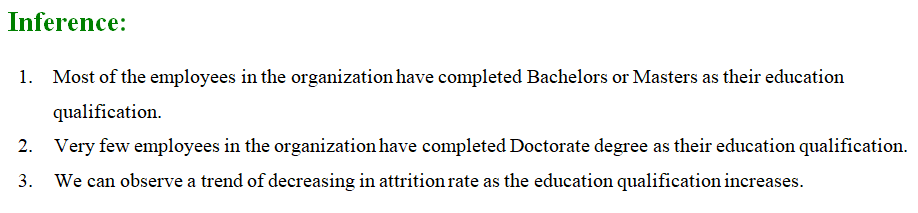 Inference:
1. Most of the employees in the organization have completed Bachelors or Masters as their education
qualification.
2. Very few employees in the organization have completed Doctorate degree as their education qualification.
3. We can observe a trend of decreasing in attrition rate as the education qualification increases.